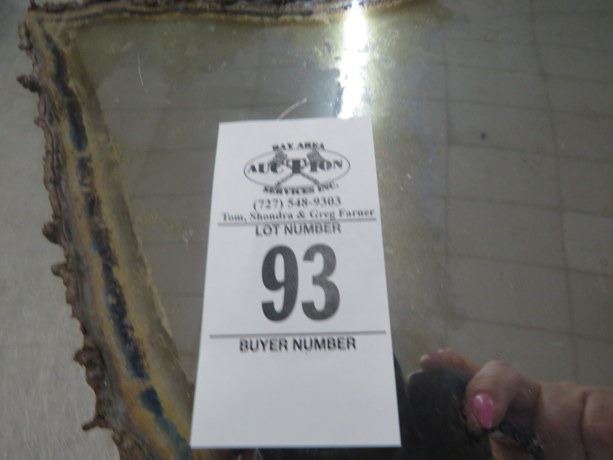 BAY AREA
AUCTION
SERVICES INC.
(727) 548-9303
Tom, Shondra & Greg Farner
LOT NUMBER
93
BUYER NUMBER